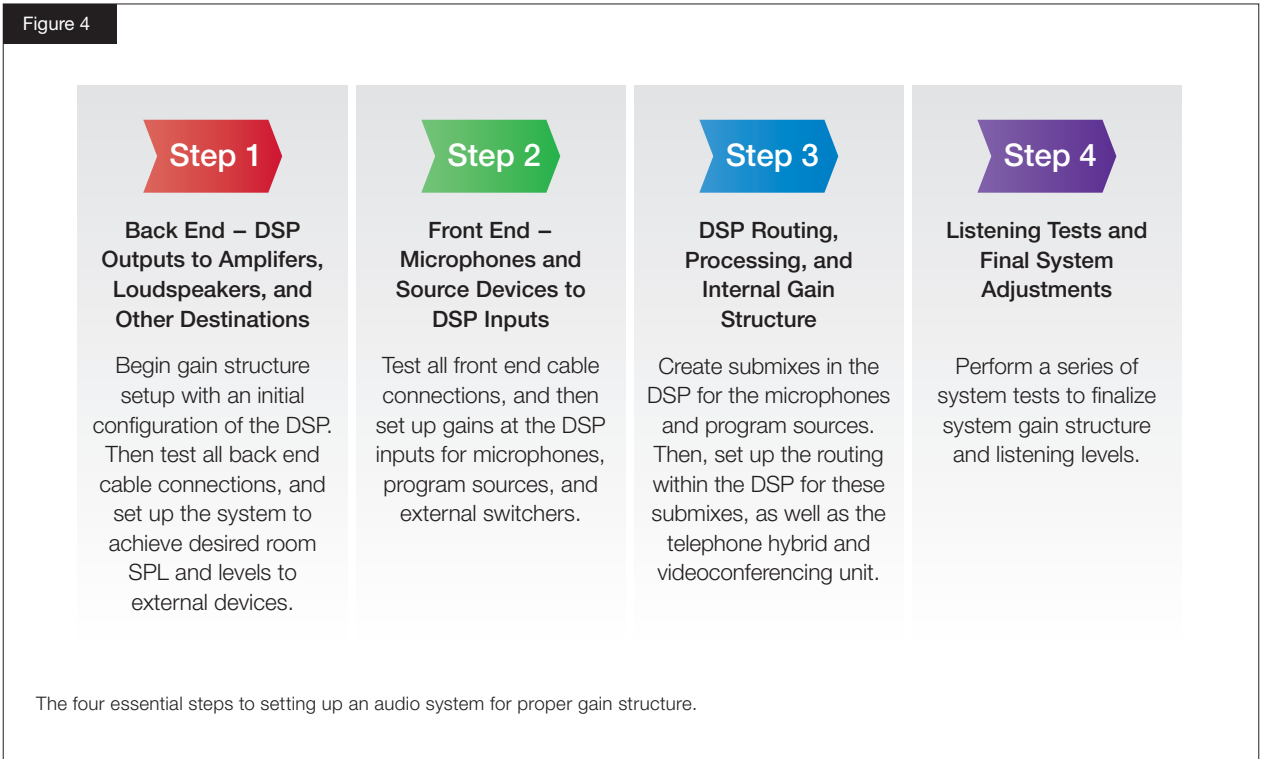 Figure 4
Step 1
Back End – DSP
Outputs to Amplifers,
Loudspeakers, and
Other Destinations
Begin gain structure
setup with an initial
configuration of the DSP.
Then test all back end
cable connections, and
set up the system to
achieve desired room
SPL and levels to
external devices.
Step 2
Front End –
Microphones and
Source Devices to
DSP Inputs
Test all front end cable
connections, and then
set up gains at the DSP
inputs for microphones,
program sources, and
external switchers.
Step 3
DSP Routing,
Processing, and
Internal Gain
Structure
Create submixes in the
DSP for the microphones
and program sources.
Then, set up the routing
within the DSP for these
submixes, as well as the
telephone hybrid and
videoconferencing unit.
Step 4
Listening Tests and
Final System
Adjustments
Perform a series of
system tests to finalize
system gain structure
and listening levels.
The four essential steps to setting up an audio system for proper gain structure.